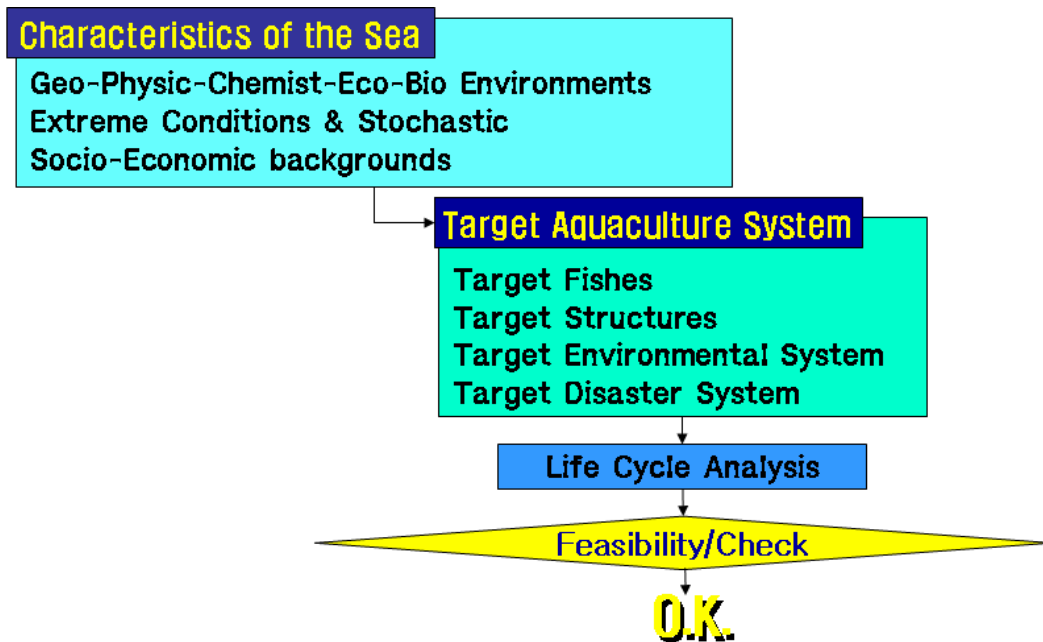 Characteristics of the Sea
Geo-Physic-Chemist-Eco-Bio Environments
Extreme Conditions & Stochastic
Socio-Economic backgrounds
Target Aquaculture System
Target Fishes
Target Structures
Target Environmental System
Target Disaster System
Life Cycle Analysis
Feasibility/Check
O.K.